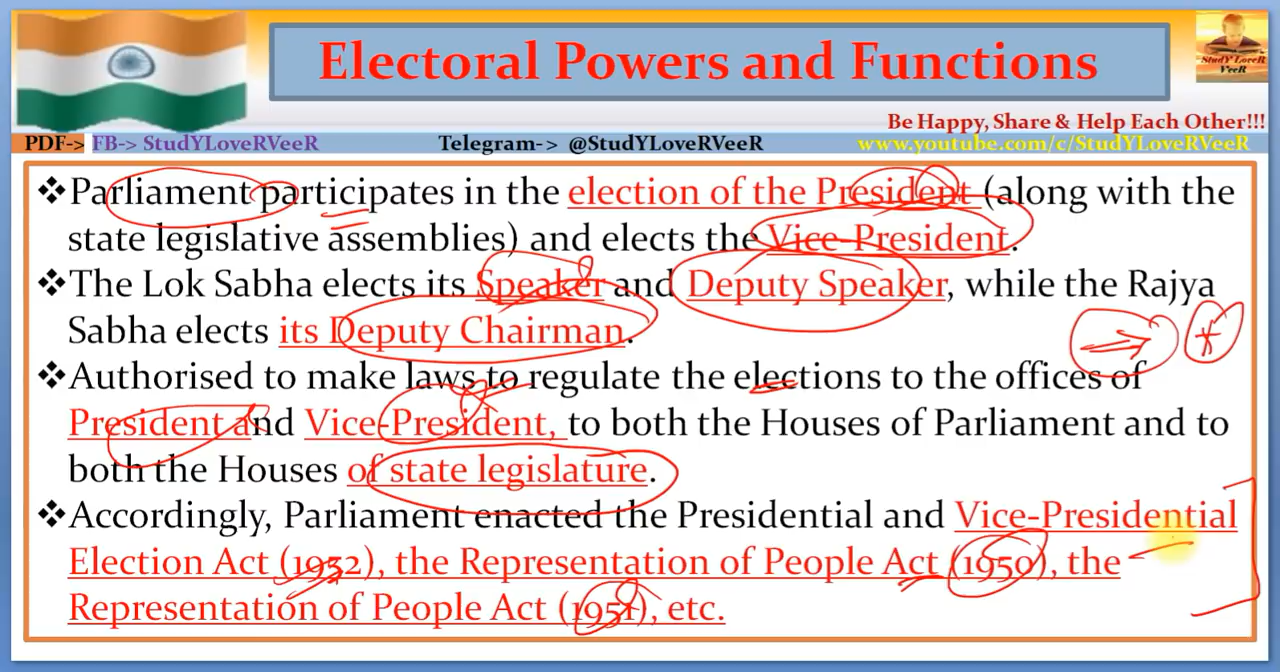 Electoral Powers and Functions
StudY LoveR
VeeR
Be Happy, Share & Help Each Other!!!
PDF-> FB-> StudYLoveRVeeR Telegram-> @StudYLoveRVeeR www.youtube.com/c/StudYLoveRVeeR
❖Parliament participates in the election of the President (along with the
state legislative assemblies) and elects the Vice-President.
❖The Lok Sabha elects its Speaker and Deputy Speaker, while the Rajya
Sabha elects its Deputy Chairman.
❖Authorised to make laws to regulate the elections to the offices of
President and Vice-President, to both the Houses of Parliament and to
both the Houses of state legislature.
❖Accordingly, Parliament enacted the Presidential and Vice-Presidential
Election Act (1952), the Representation of People Act (1950), the
Representation of People Act (1951), etc.